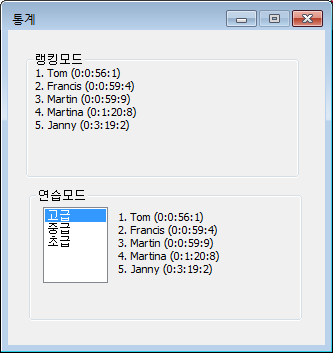 통계
랭킹모드
1. Tom (0:0:56:1)
2. Francis (0:0:59:4)
3. Martin (0:0:59:9)
4. Martina (0:1:20:8)
5. Janny (0:3:19:2)
연습모드
고급
중급
초급
1. Tom (0:0:56:1)
2. Francis (0:0:59:4)
3. Martin (0:0:59:9)
4. Martina (0:1:20:8)
5. Janny (0:3:19:2)